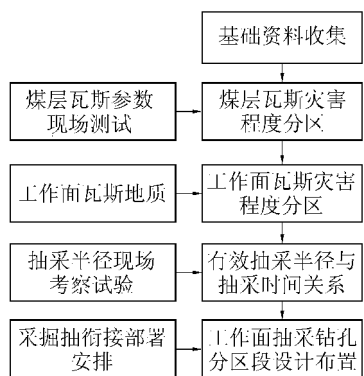 基础资料收集
煤层瓦斯参数
现场测试
煤层瓦斯灾害
程度分区
工作面瓦斯地质
工作面瓦斯灾害
程度分区
抽采半径现场
考察试验
有效抽采半径与
抽采时间关系
采掘抽衔接部署
安排
工作面抽采钻孔
分区段设计布置